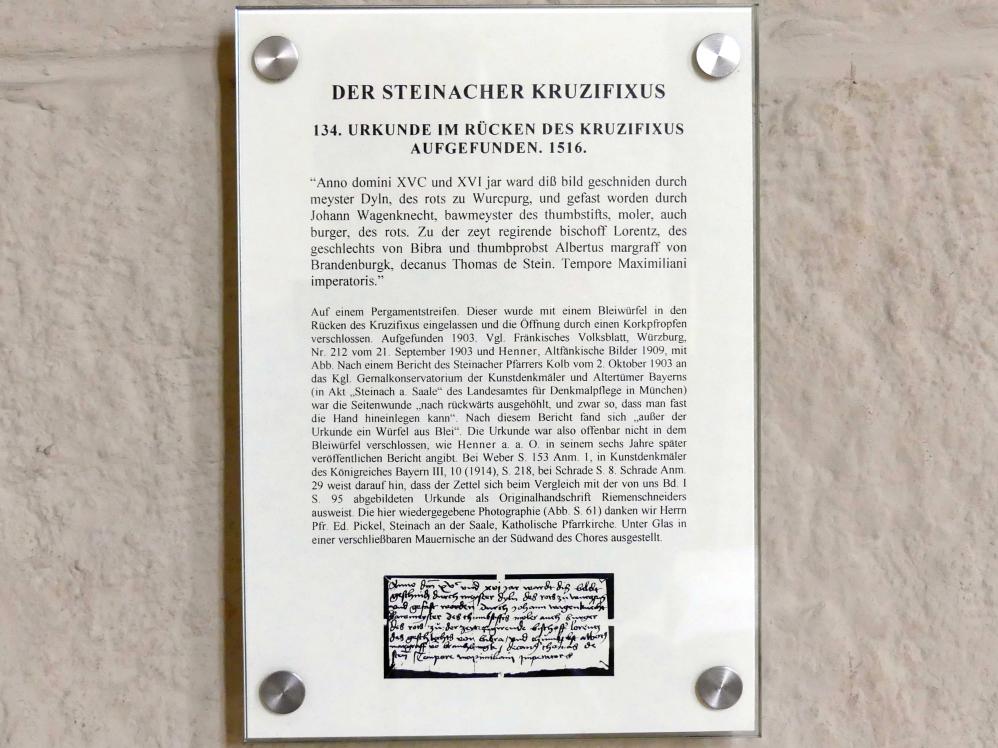 DER STEINACHER KRUZIFIXUS
134. URKUNDE IM RÜCKEN DES KRUZIFIXUS
AUFGEFUNDEN. 1516.
“Anno domini XVC und XVI jar ward diß bild geschniden durch
meyster Dyln, des rots zu Wurcpurg, und gefast worden durch
Johann Wagenknecht, bawmeyster des thumbstifts, moler, auch
burger, des rots. Zu der zeyt regirende bischoff Lorentz, des
geschlechts von Bibra und thumbprobst Albertus margraff von
Brandenburgk, decanus Thomas de Stein. Tempore Maximiliani
imperatoris.”
Auf einem Pergamentstreifen. Dieser wurde mit einem Bleiwürfel in den
Rücken des Kruzifixus eingelassen und die Öffnung durch einen Korkpfropfen
verschlossen. Aufgefunden 1903. Vgl. Fränkisches Volksblatt, Würzburg,
Nr. 212 vom 21. September 1903 und Henner, Altfänkische Bilder 1909, mit
Abb. Nach einem Bericht des Steinacher Pfarrers Kolb vom 2. Oktober 1903 an
das Kgl. Gernalkonservatorium der Kunstdenkmäler und Altertümer Bayerns
(in Akt „Steinach a. Saale“ des Landesamtes für Denkmalpflege in München)
war die Seitenwunde „nach rückwärts ausgehöhlt, und zwar so, dass man fast
die Hand hineinlegen kann“. Nach diesem Bericht fand sich „außer der
Urkunde ein Würfel aus Blei“. Die Urkunde war also offenbar nicht in dem
Bleiwürfel verschlossen, wie Henner a. a. O. in seinem sechs Jahre später
veröffentlichen Bericht angibt. Bei Weber S. 153 Anm. 1, in Kunstdenkmäler
des Königreiches Bayern III, 10 (1914), S. 218, bei Schrade S. 8. Schrade Anm.
29 weist darauf hin, dass der Zettel sich beim Vergleich mit der von uns Bd. I
S. 95 abgebildeten Urkunde als Originalhandschrift Riemenschneiders
ausweist. Die hier wiedergegebene Photographie (Abb. S. 61) danken wir Herrn
Pfr. Ed. Pickel, Steinach an der Saale, Katholische Pfarrkirche. Unter Glas in
einer verschließbaren Mauernische an der Südwand des Chores ausgestellt.